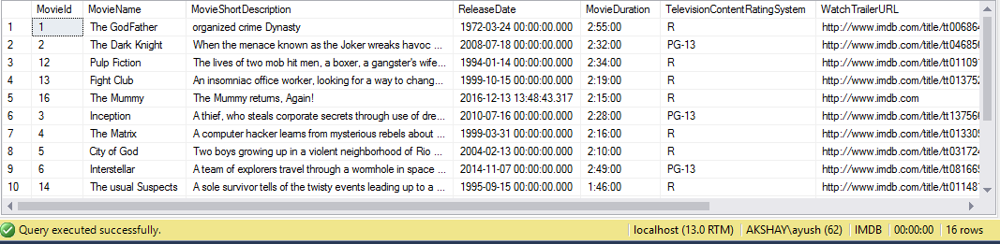 MovieId MovieName MovieShortDescription ReleaseDate MovieDuration TelevisionContentRatingSystem WatchTrailerURL
1 1 The GodFather organized crime Dynasty 1972-03-24 00:00:00.000 2:55:00 R http://www.imdb.com/title/tt006864
2 2 The Dark Knight When the menace known as the Joker wreaks havoc ... 2008-07-18 00:00:00.000 2:32:00 PG-13 http://www.imdb.com/title/tt046856
3 12 Pulp Fiction The lives of two mob hit men, a boxer, a gangster's wife... 1994-01-14 00:00:00.000 2:34:00 R http://www.imdb.com/title/tt011091
4 13 Fight Club An insomniac office worker, looking for a way to chang... 1999-10-15 00:00:00.000 2:19:00 R http://www.imdb.com/title/tt013752
5 16 The Mummy The Mummy returns, Again! 2016-12-13 13:48:43.317 2:15:00 R http://www.imdb.com
6 3 Inception A thief, who steals corporate secrets through use of dre... 2010-07-16 00:00:00.000 2:28:00 PG-13 http://www.imdb.com/title/tt137566
7 4 The Matrix A computer hacker learns from mysterious rebels about ... 1999-03-31 00:00:00.000 2:16:00 R http://www.imdb.com/title/tt013309
8 5 City of God Two boys growing up in a violent neighborhood of Rio ... 2004-02-13 00:00:00.000 2:10:00 R http://www.imdb.com/title/tt031724
9 6 Interstellar A team of explorers travel through a wormhole in space ... 2014-11-07 00:00:00.000 2:49:00 PG-13 http://www.imdb.com/title/tt081669
10 14 The usual Suspects A sole survivor tells of the twisty events leading up to a ... 1995-09-15 00:00:00.000 1:46:00 R http://www.imdb.com/title/tt011481
Query executed successfully. localhost (13.0 RTM) AKSHAY\ayush (62) IMDB 00:00:00 16 rows